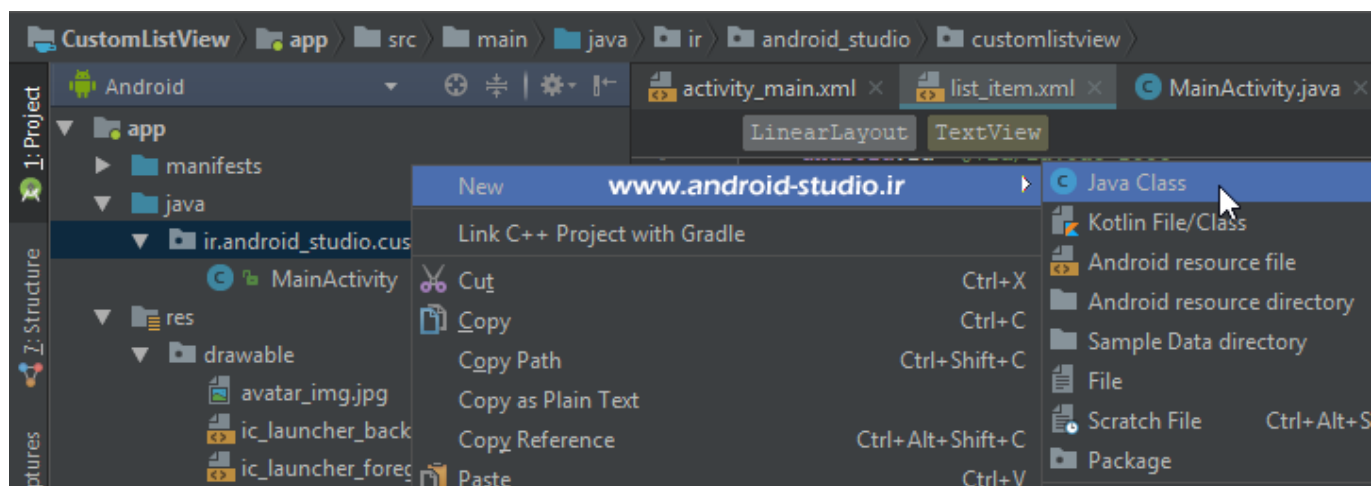 CustomListView app src main java ir android_studio customlistview
Android
activity_main.xml list_item.xml MainActivity.java
LinearLayout TextView
1: Project
7: Structure
app
manifests
java
ir.android_studio.cus
MainActivity
res
drawable
avatar_img.jpg
ic_launcher_back
ic_launcher_foreg
New www.android-studio.ir
Link C++ Project with Gradle
Cut Ctrl+X
Copy Ctrl+C
Copy Path Ctrl+Shift+C
Copy as Plain Text
Copy Reference Ctrl+Alt+Shift+C
Paste Ctrl+V
Java Class
Kotlin File/Class
Android resource file
Android resource directory
Sample Data directory
File
Scratch File Ctrl+Alt+S
Package